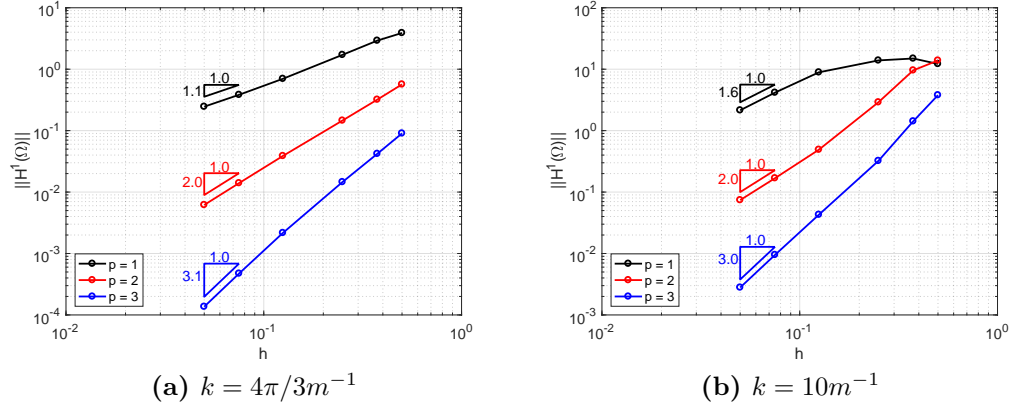 10^1
10^0
10^-1
10^-2
10^-3
10^-4
||H^1(Ω)||
1.0
1.1
1.0
2.0
1.0
3.1
p = 1
p = 2
p = 3
10^-2
10^-1
10^0
h
(a) k = 4π/3m^-1
10^2
10^1
10^0
10^-1
10^-2
10^-3
||H^1(Ω)||
1.0
1.6
1.0
2.0
1.0
3.0
p = 1
p = 2
p = 3
10^-2
10^-1
10^0
h
(b) k = 10m^-1